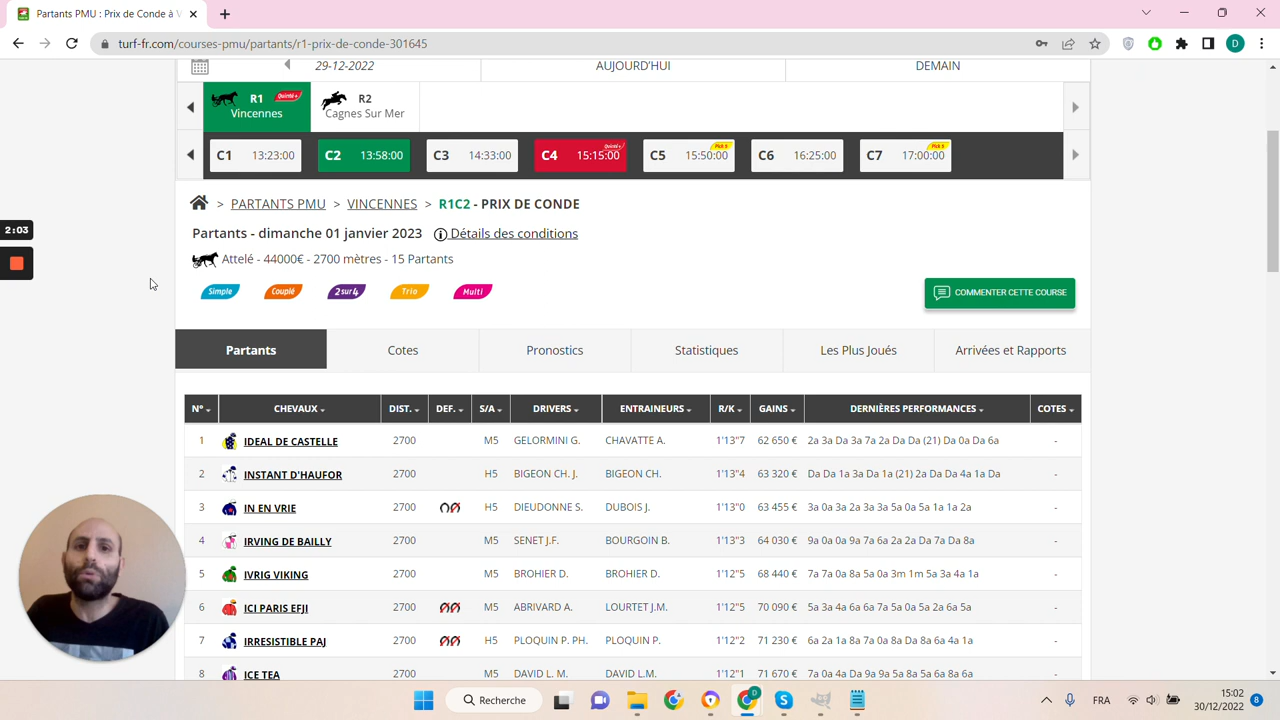 Partants PMU : Prix de Conde à V
turf-fr.com/courses-pmu/partants/r1-prix-de-conde-301645
D
29-12-2022 AUJOURD'HUI DEMAIN
R1 Quinté+ Vincennes
R2 Cagnes Sur Mer
C1 13:23:00 C2 13:58:00 C3 14:33:00 C4 15:15:00 Quinté+ C5 15:50:00 Pick 5 C6 16:25:00 C7 17:00:00 Pick 5
> PARTANTS PMU > VINCENNES > R1C2 - PRIX DE CONDE
2:03
Partants - dimanche 01 janvier 2023 Détails des conditions
Attelé - 44000€ - 2700 mètres - 15 Partants
Simple Couplé 2sur4 Trio Multi
COMMENTER CETTE COURSE
Partants Cotes Pronostics Statistiques Les Plus Joués Arrivées et Rapports
N° CHEVAUX DIST. DEF. S/A DRIVERS ENTRAINEURS R/K GAINS DERNIÈRES PERFORMANCES COTES
1 IDEAL DE CASTELLE 2700 M5 GELORMINI G. CHAVATTE A. 1'13"7 62 650 € 2a 3a Da 3a 7a 2a Da Da (21) Da 0a Da 6a -
2 INSTANT D'HAUFOR 2700 H5 BIGEON CH. J. BIGEON CH. 1'13"4 63 320 € Da Da 1a 3a Da 1a (21) 2a Da Da 4a 1a Da -
3 IN EN VRIE 2700 H5 DIEUDONNE S. DUBOIS J. 1'13"0 63 455 € 3a 0a 3a 2a 3a 3a 5a 0a 5a 1a 1a 2a -
4 IRVING DE BAILLY 2700 M5 SENET J.F. BOURGOIN B. 1'13"3 64 030 € 9a 0a 0a 9a 7a 6a 2a 2a Da 7a Da 8a -
5 IVRIG VIKING 2700 M5 BROHIER D. BROHIER D. 1'12"5 68 440 € 7a 7a 0a 8a 5a 0a 3m 1m 5a 3a 4a 1a -
6 ICI PARIS EFJI 2700 M5 ABRIVARD A. LOURTET J.M. 1'12"5 70 090 € 5a 3a 4a 6a 6a 7a 5a 0a 5a 2a 6a 5a -
7 IRRESISTIBLE PAJ 2700 H5 PLOQUIN P. PH. PLOQUIN P. 1'12"2 71 230 € 6a 2a 1a 8a 7a 0a 8a Da 8a 6a 4a 1a -
8 ICE TEA 2700 M5 DAVID L. M. DAVID L. M. 1'12"1 71 670 € 7a 0a 4a Da 9a 9a 5a 8a 5a 6a 8a 6a -
Recherche
FRA
15:02
30/12/2022
8